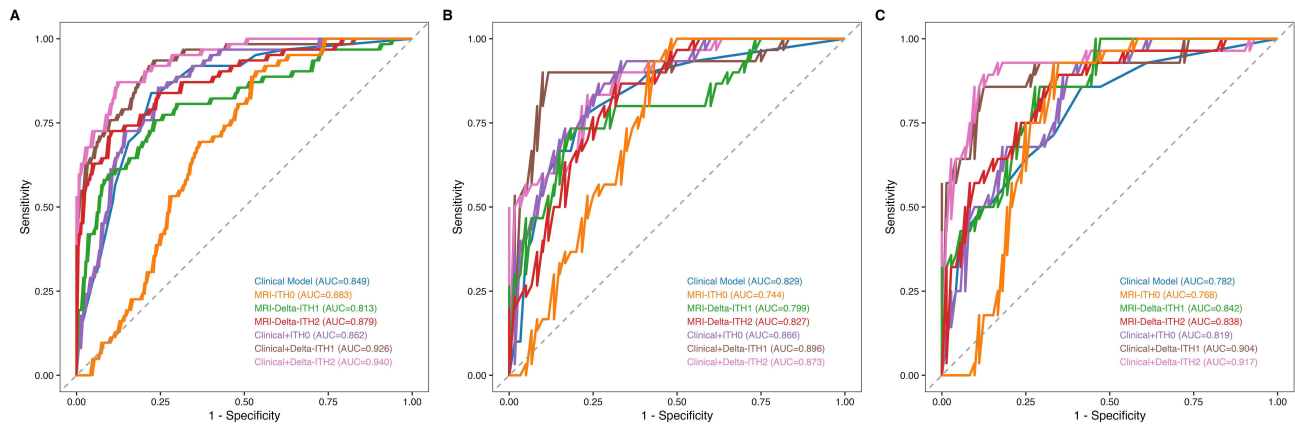 A
Sensitivity
1.00
0.75
0.50
0.25
0.00
Clinical Model (AUC=0.849)
MRI-ITH0 (AUC=0.683)
MRI-Delta-ITH1 (AUC=0.813)
MRI-Delta-ITH2 (AUC=0.879)
Clinical+ITH0 (AUC=0.862)
Clinical+Delta-ITH1 (AUC=0.926)
Clinical+Delta-ITH2 (AUC=0.940)
0.00 0.25 0.50 0.75 1.00
1 - Specificity
B
Sensitivity
1.00
0.75
0.50
0.25
0.00
Clinical Model (AUC=0.829)
MRI-ITH0 (AUC=0.744)
MRI-Delta-ITH1 (AUC=0.799)
MRI-Delta-ITH2 (AUC=0.827)
Clinical+ITH0 (AUC=0.866)
Clinical+Delta-ITH1 (AUC=0.896)
Clinical+Delta-ITH2 (AUC=0.873)
0.00 0.25 0.50 0.75 1.00
1 - Specificity
C
Sensitivity
1.00
0.75
0.50
0.25
0.00
Clinical Model (AUC=0.782)
MRI-ITH0 (AUC=0.768)
MRI-Delta-ITH1 (AUC=0.842)
MRI-Delta-ITH2 (AUC=0.838)
Clinical+ITH0 (AUC=0.819)
Clinical+Delta-ITH1 (AUC=0.904)
Clinical+Delta-ITH2 (AUC=0.917)
0.00 0.25 0.50 0.75 1.00
1 - Specificity